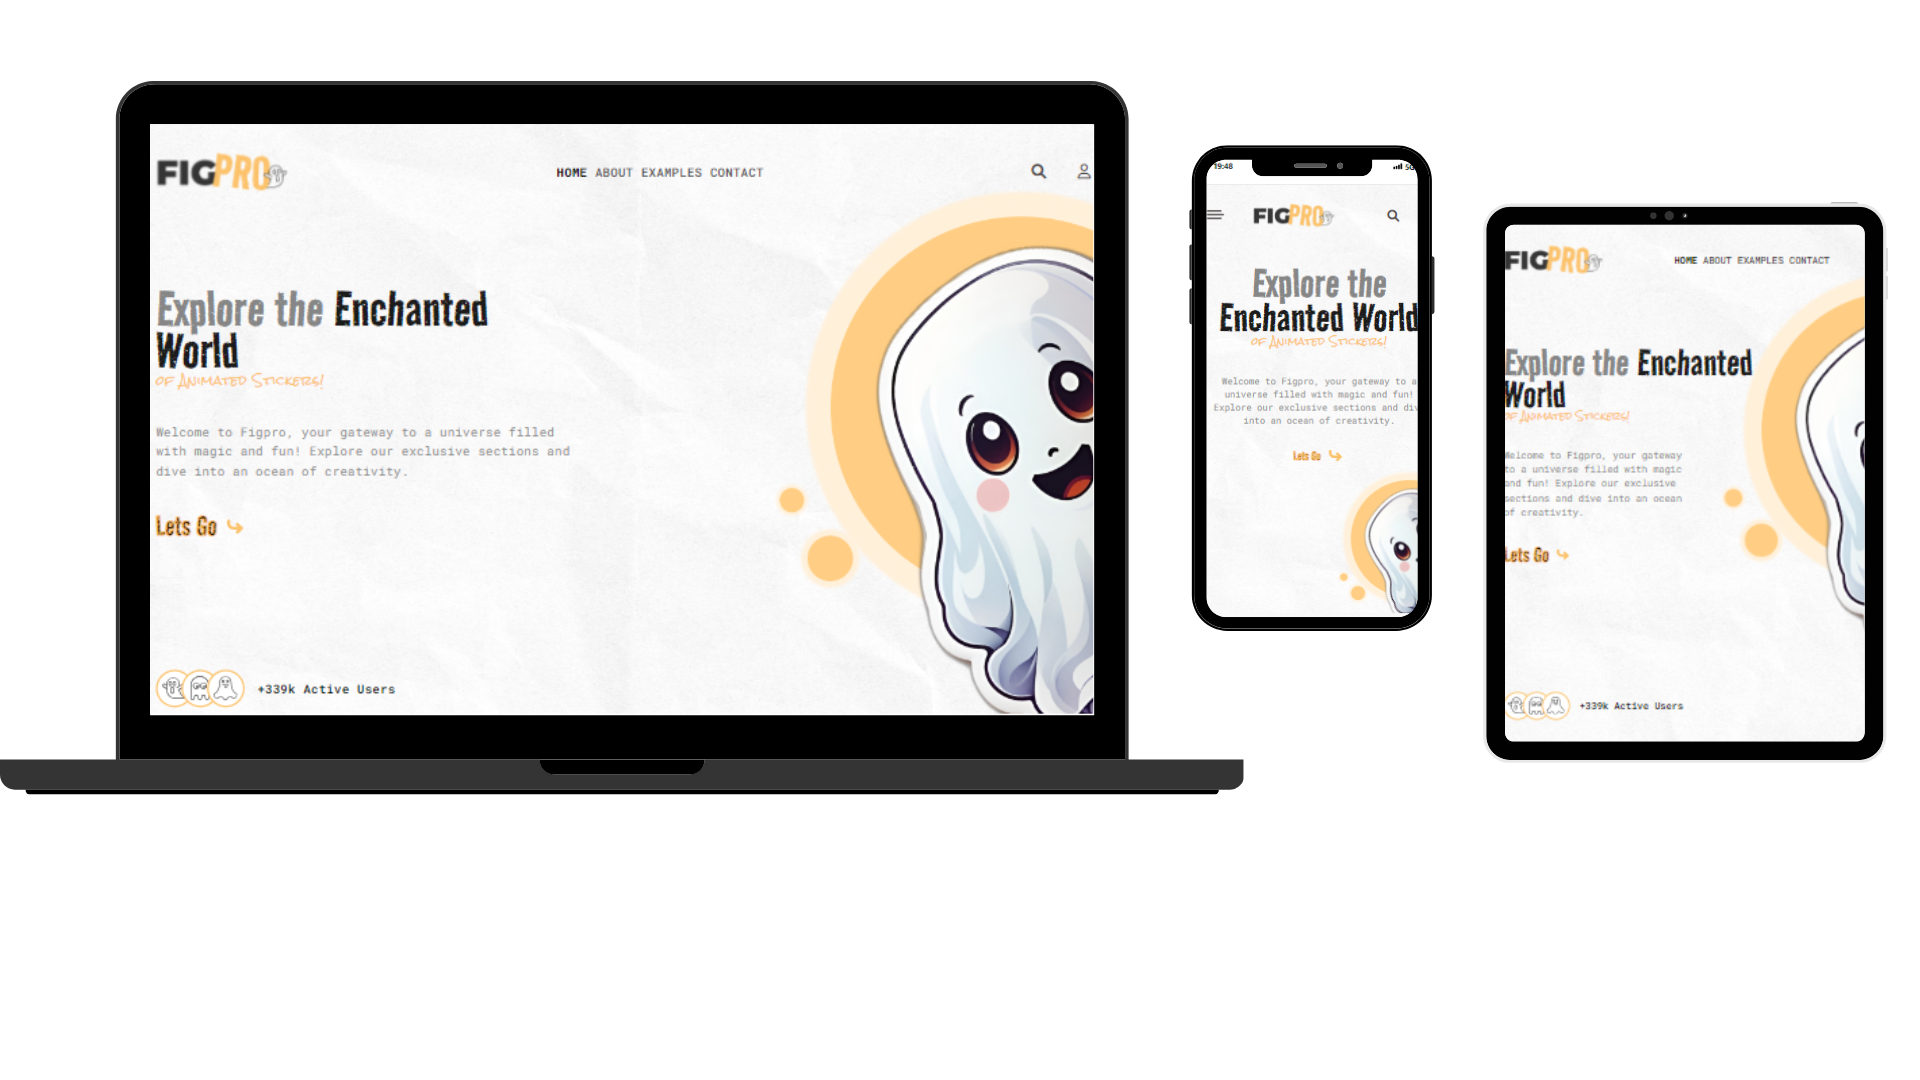 FIGPRO
HOME ABOUT EXAMPLES CONTACT
Explore the Enchanted
World
of Animated Stickers!
Welcome to Figpro, your gateway to a universe filled
with magic and fun! Explore our exclusive sections and
dive into an ocean of creativity.
Lets Go
+339k Active Users
19:48
5G
FIGPRO
Explore the
Enchanted World
of Animated Stickers!
Welcome to Figpro, your gateway to a
universe filled with magic and fun!
Explore our exclusive sections and div
into an ocean of creativity.
Lets Go
FIGPRO
HOME ABOUT EXAMPLES CONTACT
Explore the Enchanted
World
of Animated Stickers!
Welcome to Figpro, your gateway
to a universe filled with magic
and fun! Explore our exclusive
sections and dive into an ocean
of creativity.
Lets Go
+339k Active Users